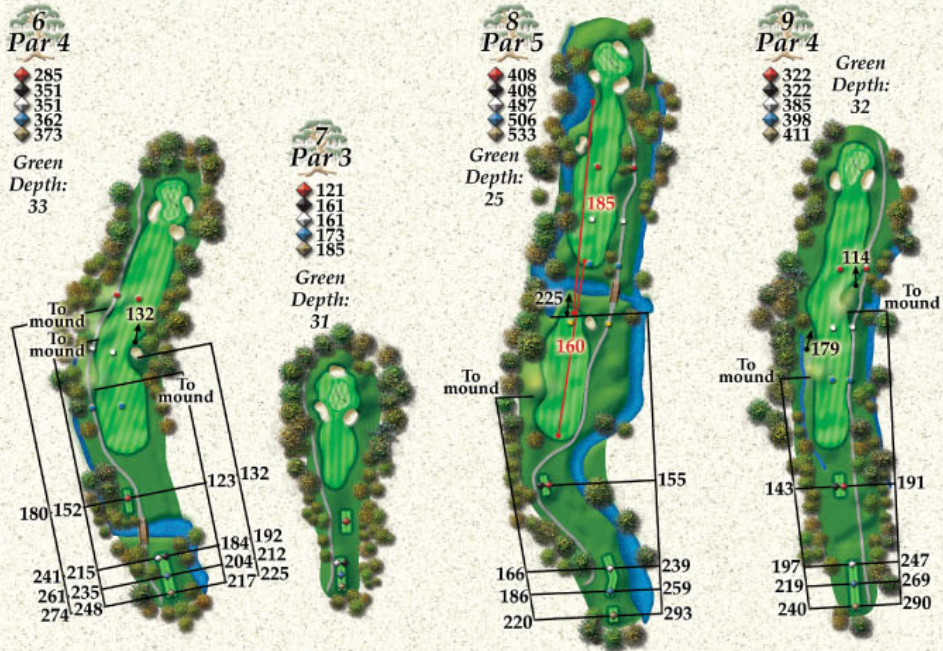 6
Par 4
285
351
351
362
373
Green
Depth:
33
To
mound
To
mound
132
To
mound
123
132
180
152
184
192
204
212
217
225
241
215
261
235
274
248
7
Par 3
121
161
161
173
185
Green
Depth:
31
8
Par 5
408
408
487
506
533
Green
Depth:
25
185
225
160
To
mound
155
166
239
186
259
220
293
9
Par 4
322
322
385
398
411
Green
Depth:
32
114
To
mound
179
To
mound
143
191
197
247
219
269
240
290